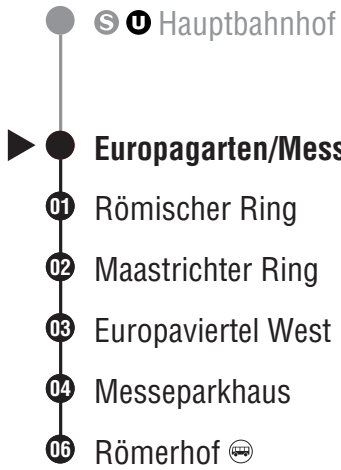 S U Hauptbahnhof
Europagarten/Mess
01 Römischer Ring
02 Maastrichter Ring
03 Europaviertel West
04 Messeparkhaus
06 Römerhof